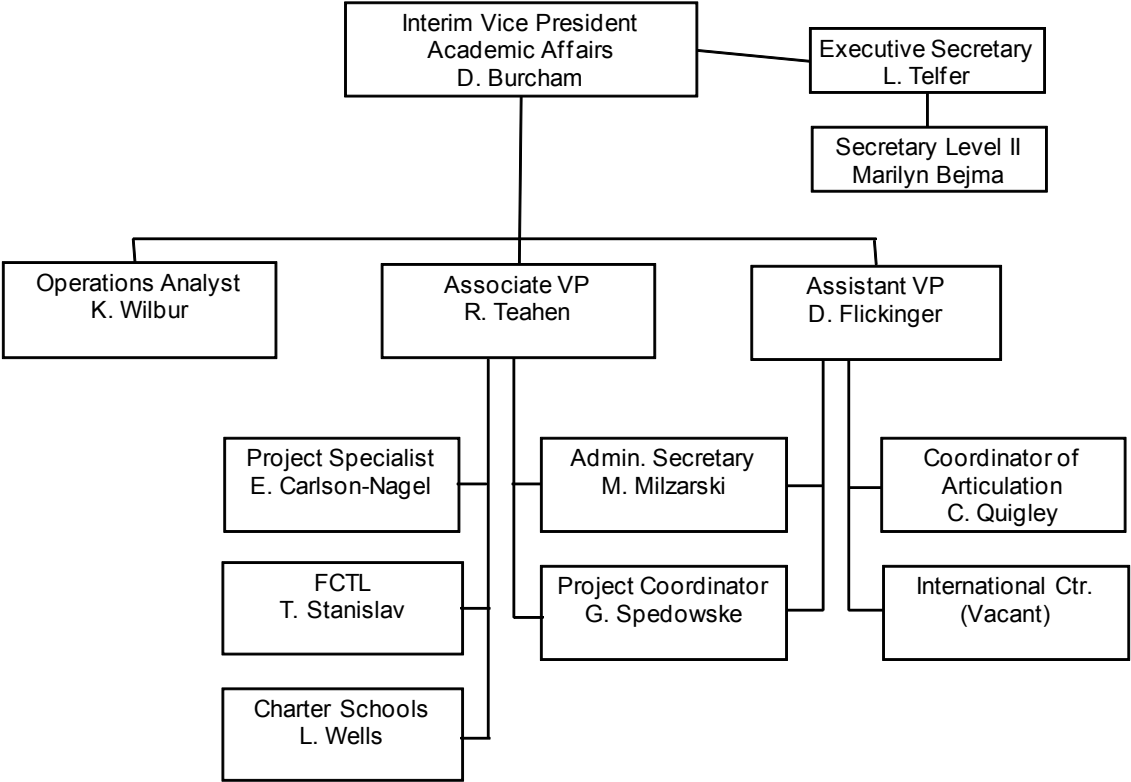 Interim Vice President
Academic Affairs
D. Burcham
Executive Secretary
L. Telfer
Secretary Level II
Marilyn Bejma
Operations Analyst
K. Wilbur
Associate VP
R. Teahen
Assistant VP
D. Flickinger
Project Specialist
E. Carlson-Nagel
Admin. Secretary
M. Milzarski
Coordinator of
Articulation
C. Quigley
FCTL
T. Stanislav
Project Coordinator
G. Spedowske
International Ctr.
(Vacant)
Charter Schools
L. Wells